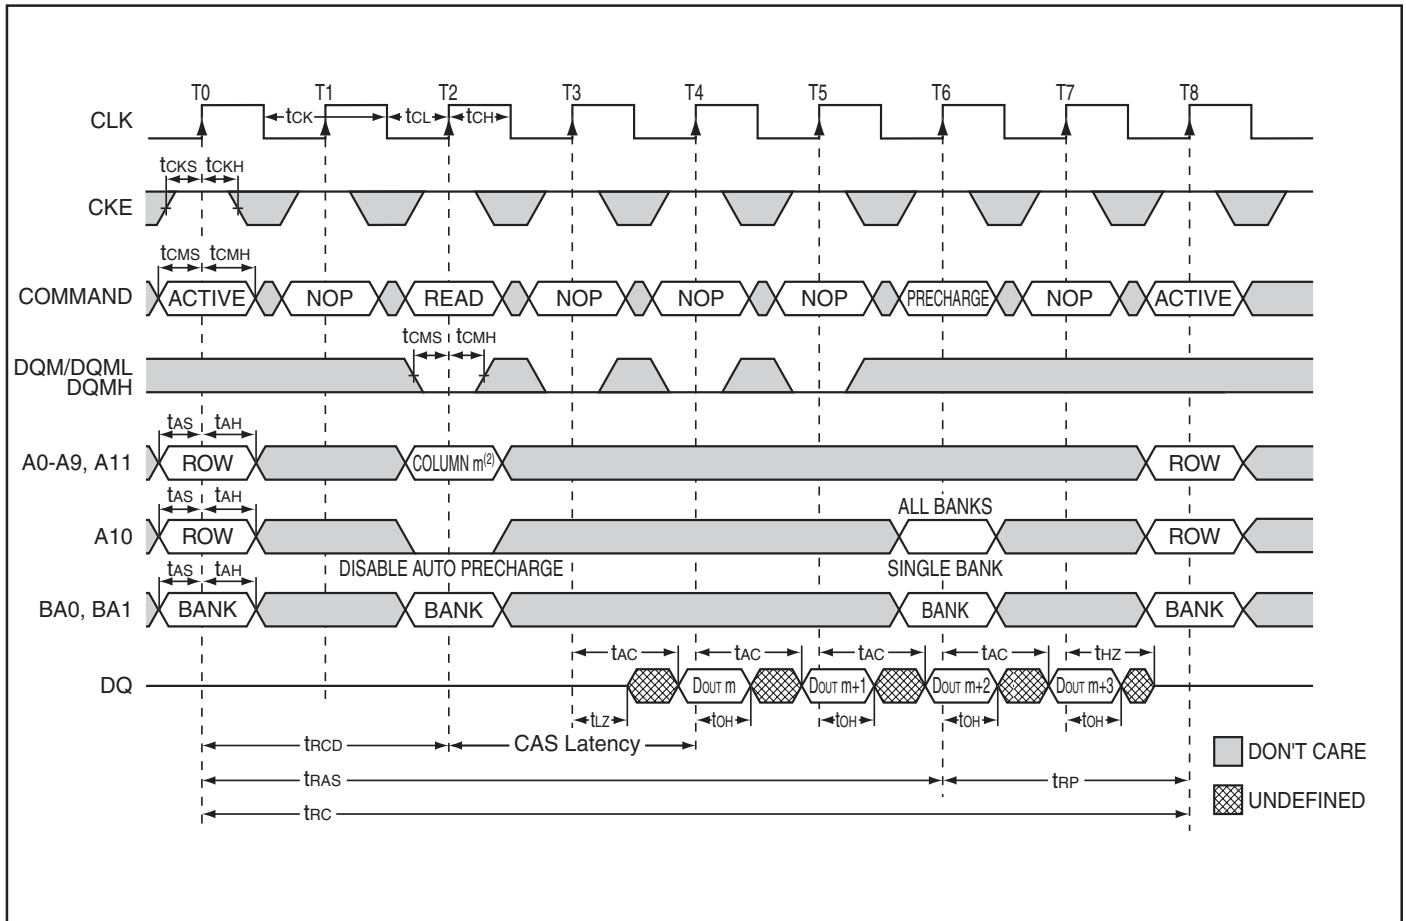 T0 T1 T2 T3 T4 T5 T6 T7 T8
CLK tCK tCL tCH
tCKS tCKH
CKE
tCMS tCMH
COMMAND ACTIVE NOP READ NOP NOP NOP PRECHARGE NOP ACTIVE
tCMS tCMH
DQM/DQML
DQMH
tAS tAH
A0-A9, A11 ROW COLUMN m(2) ROW
tAS tAH ALL BANKS
A10 ROW ROW
tAS tAH DISABLE AUTO PRECHARGE SINGLE BANK
BA0, BA1 BANK BANK BANK BANK
tAC tAC tAC tAC tHZ
DQ DOUT m DOUT m+1 DOUT m+2 DOUT m+3
tLZ tOH tOH tOH tOH
tRCD CAS Latency
DON'T CARE
tRAS tRP
UNDEFINED
tRC